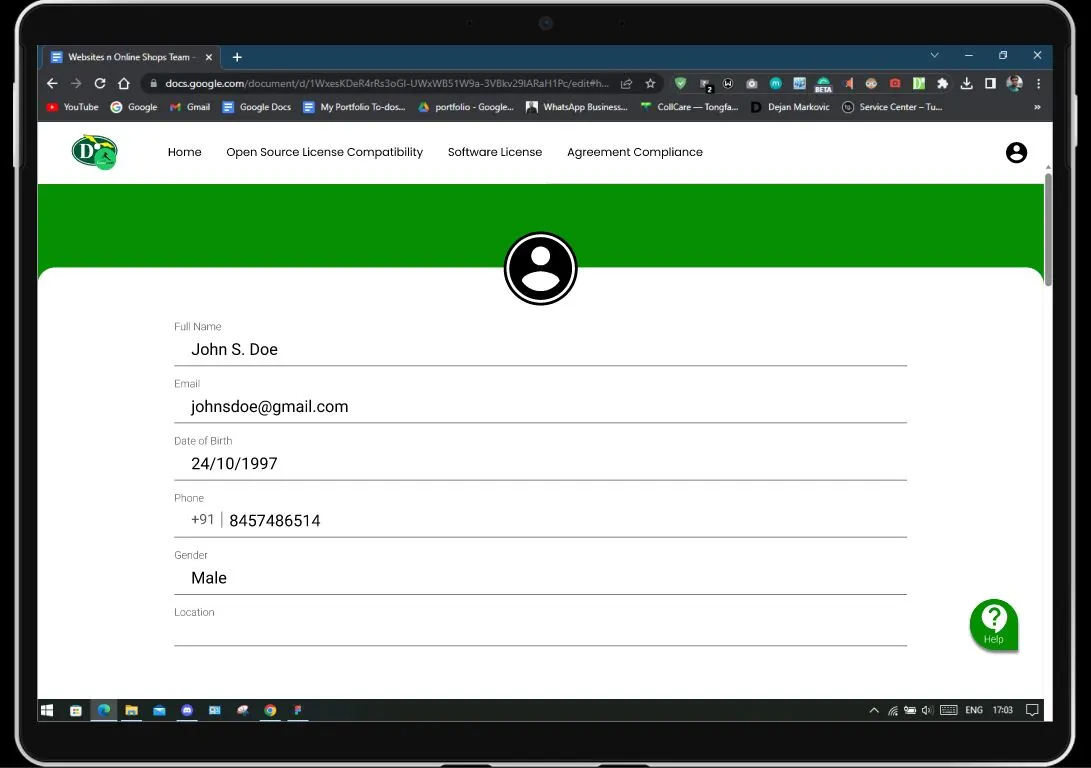 Websites n Online Shops Team -
docs.google.com/document/d/1WxesKDeR4rRs3oGI-UWxWB51W9a-3VBkv29lARaH1Pc/edit#h...
2
BETA
YouTube Google Gmail Google Docs My Portfolio To-dos... portfolio - Google... WhatsApp Business... CollCare — Tongfa... D Dejan Markovic Service Center – Tu... »
D Home Open Source License Compatibility Software License Agreement Compliance
Full Name
John S. Doe
Email
johnsdoe@gmail.com
Date of Birth
24/10/1997
Phone
+91 | 8457486514
Gender
Male
Location
?
Help
ENG 17:03